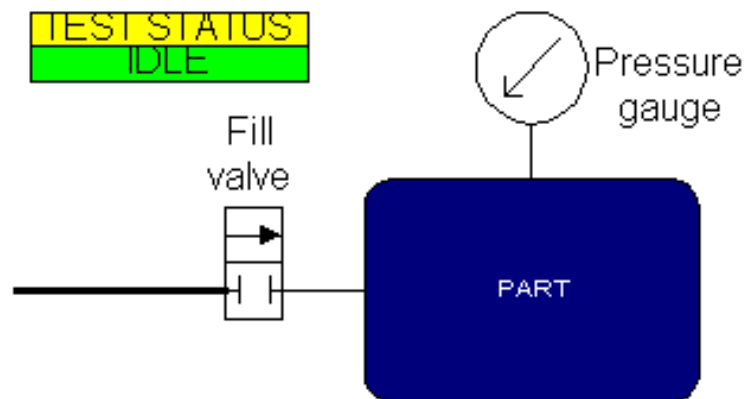 TEST STATUS
IDLE
Pressure
gauge
Fill
valve
PART